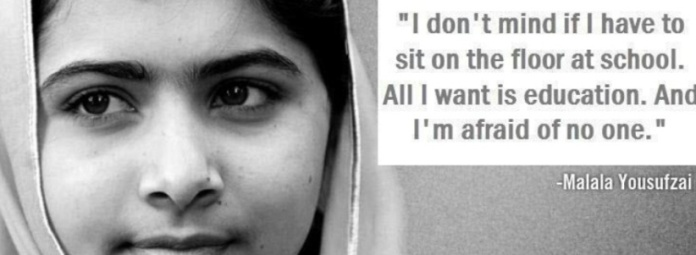 "I don't mind if I have to
sit on the floor at school.
All I want is education. And
I'm afraid of no one."
-Malala Yousufzai